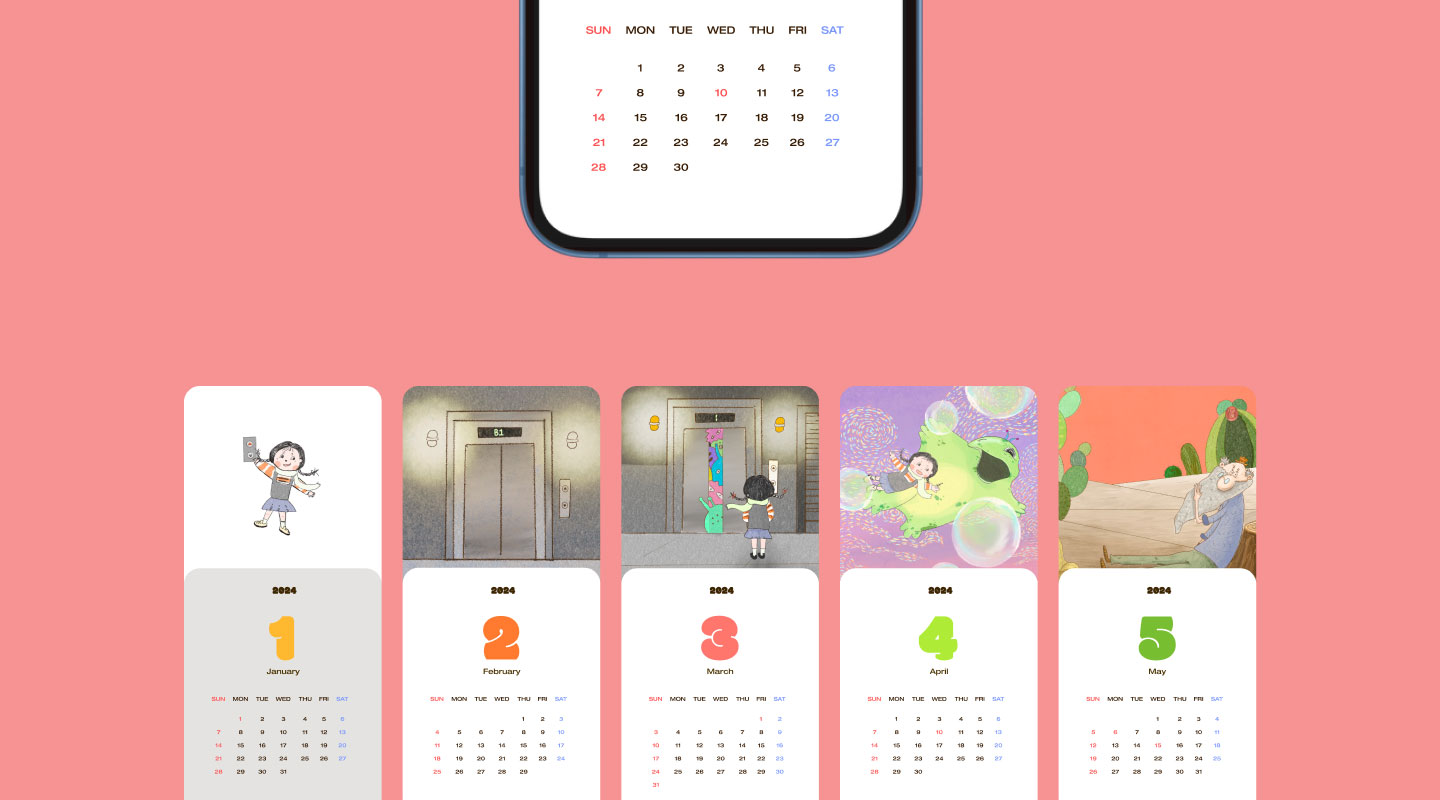 SUN MON TUE WED THU FRI SAT
1 2 3 4 5 6
7 8 9 10 11 12 13
14 15 16 17 18 19 20
21 22 23 24 25 26 27
28 29 30
B1
1
2024
1
January
SUN MON TUE WED THU FRI SAT
1 2 3 4 5 6
7 8 9 10 11 12 13
14 15 16 17 18 19 20
21 22 23 24 25 26 27
28 29 30 31
2024
2
February
SUN MON TUE WED THU FRI SAT
1 2 3
4 5 6 7 8 9 10
11 12 13 14 15 16 17
18 19 20 21 22 23 24
25 26 27 28 29
2024
3
March
SUN MON TUE WED THU FRI SAT
1 2
3 4 5 6 7 8 9
10 11 12 13 14 15 16
17 18 19 20 21 22 23
24 25 26 27 28 29 30
31
2024
4
April
SUN MON TUE WED THU FRI SAT
1 2 3 4 5 6
7 8 9 10 11 12 13
14 15 16 17 18 19 20
21 22 23 24 25 26 27
28 29 30
2024
5
May
SUN MON TUE WED THU FRI SAT
1 2 3 4
5 6 7 8 9 10 11
12 13 14 15 16 17 18
19 20 21 22 23 24 25
26 27 28 29 30 31